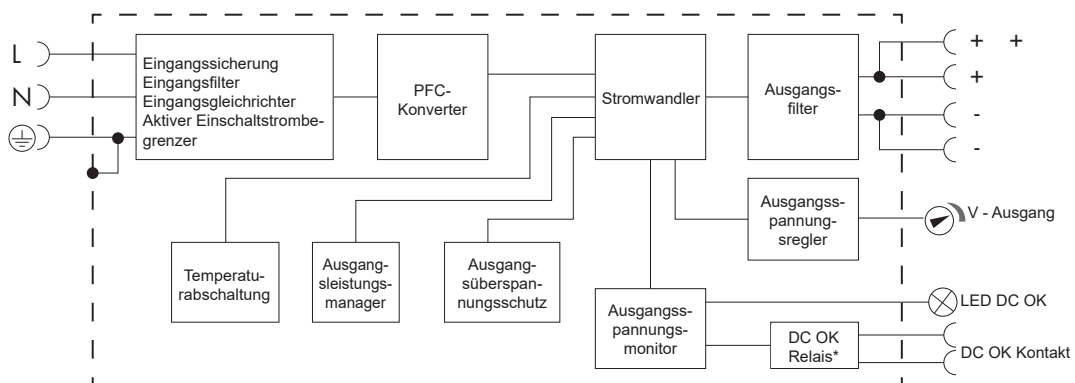 L
N
Eingangssicherung
Eingangsfilter
Eingangsgleichrichter
Aktiver Einschaltstrombe-
grenzer
PFC-
Konverter
Stromwandler
Ausgangs-
filter
+ +
+
-
-
Ausgangss-
pannung-
sregler
V - Ausgang
Temperatu-
rabschaltung
Ausgang-
sleistungs-
manager
Ausgang-
süberspan-
nungsschutz
Ausgangss-
pannungs-
monitor
LED DC OK
DC OK
Relais*
DC OK Kontakt